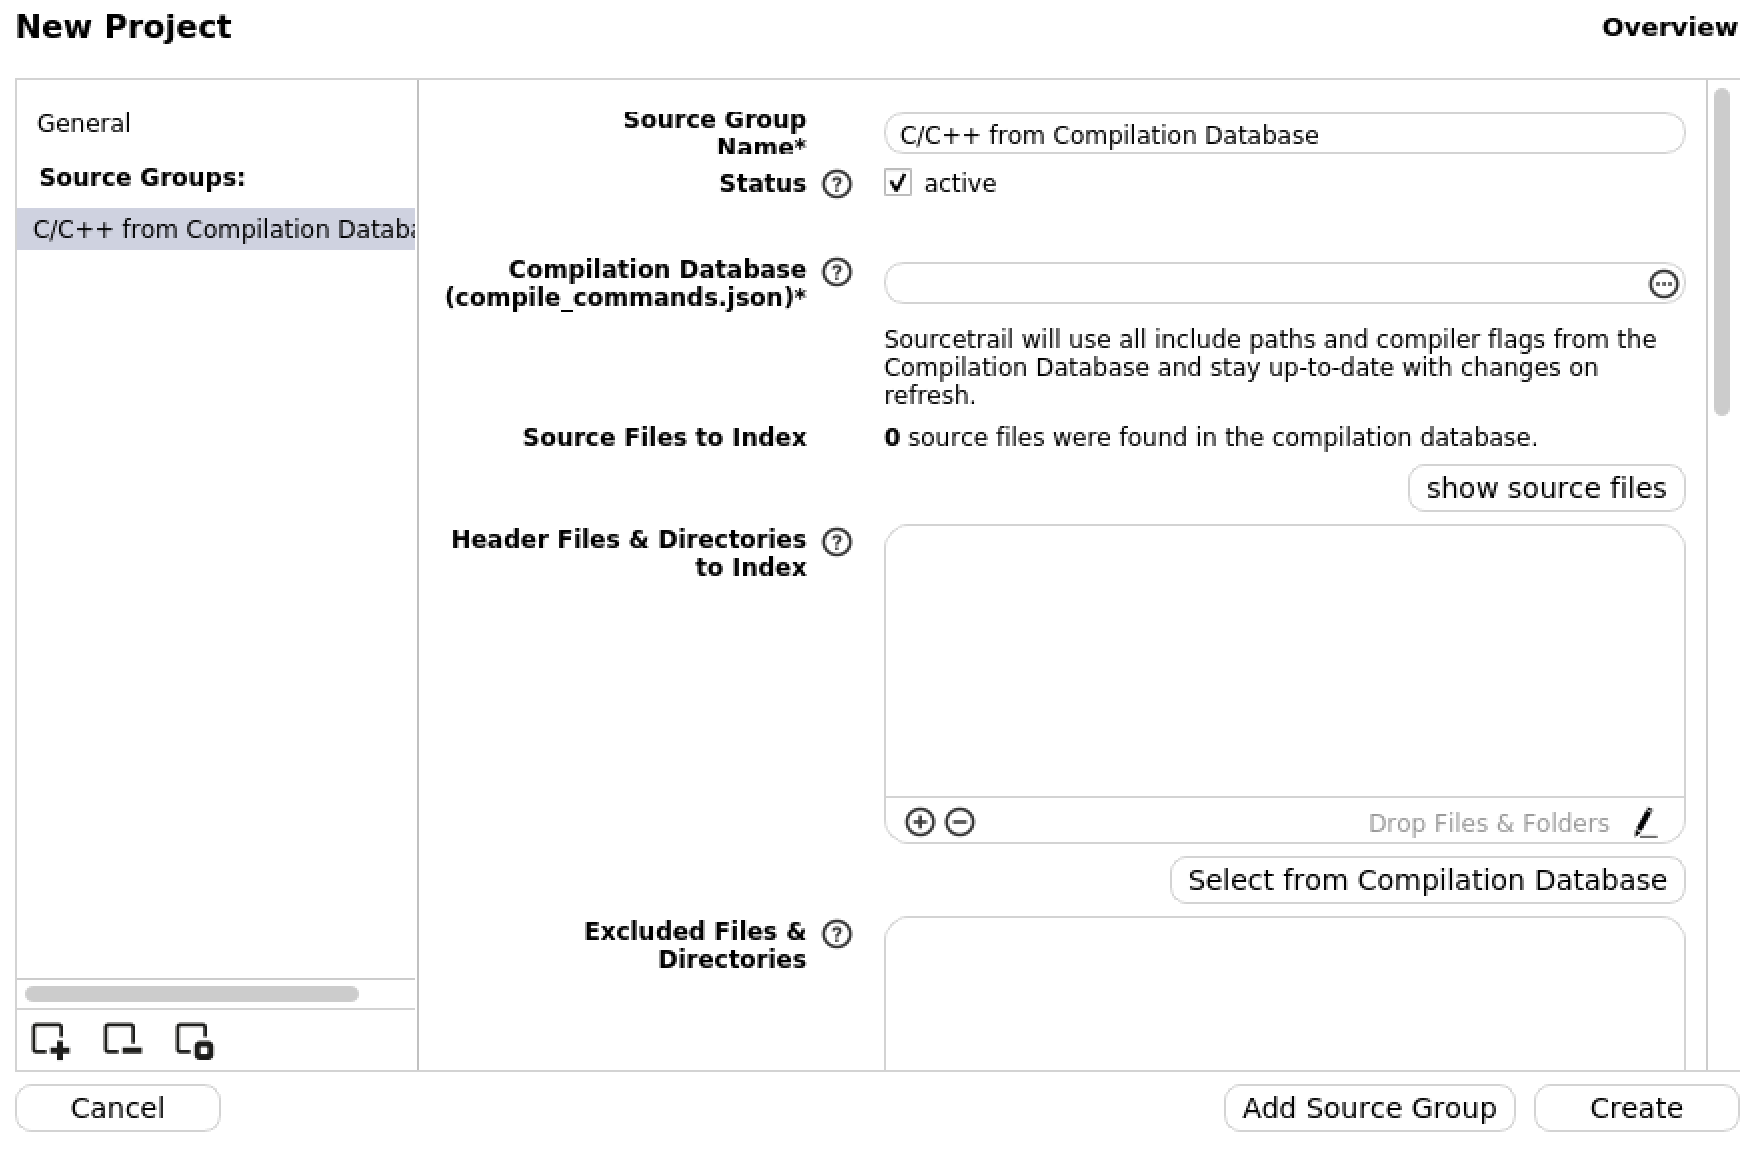 New Project
Overview
General
Source Groups:
C/C++ from Compilation Databa
Source Group
Name*
C/C++ from Compilation Database
Status
?
active
Compilation Database
(compile_commands.json)*
?
Sourcetrail will use all include paths and compiler flags from the
Compilation Database and stay up-to-date with changes on
refresh.
Source Files to Index
0 source files were found in the compilation database.
show source files
Header Files & Directories
to Index
?
Drop Files & Folders
Select from Compilation Database
Excluded Files &
Directories
?
Cancel
Add Source Group
Create